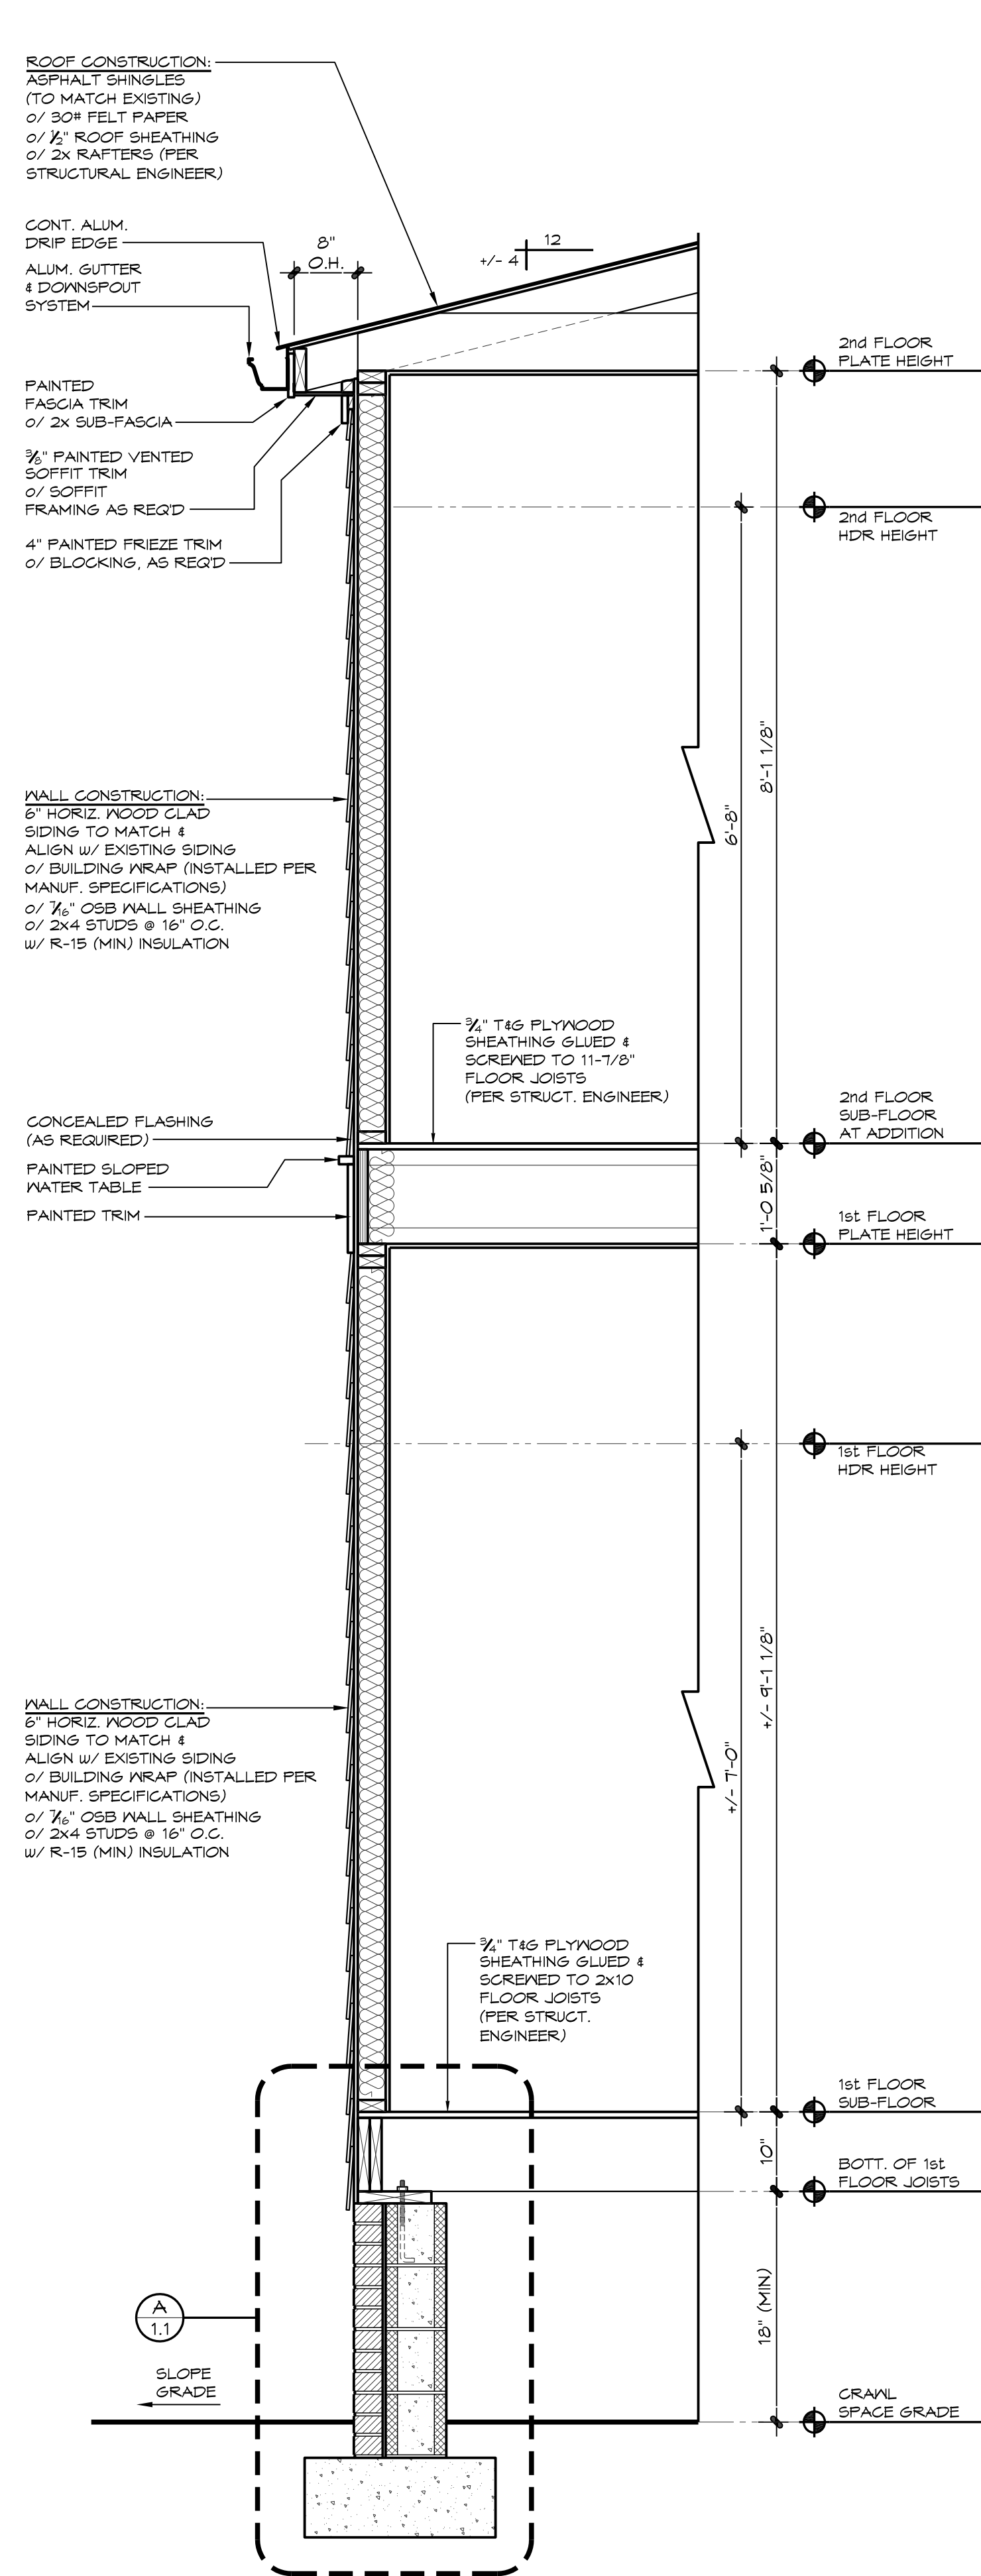 ROOF CONSTRUCTION:
ASPHALT SHINGLES
(TO MATCH EXISTING)
o/ 30# FELT PAPER
o/ 1/2" ROOF SHEATHING
o/ 2x RAFTERS (PER
STRUCTURAL ENGINEER)
CONT. ALUM.
DRIP EDGE
8"
O.H.
12
+/- 4
ALUM. GUTTER
& DOWNSPOUT
SYSTEM
PAINTED
FASCIA TRIM
o/ 2x SUB-FASCIA
3/8" PAINTED VENTED
SOFFIT TRIM
o/ SOFFIT
FRAMING AS REQ'D
4" PAINTED FRIEZE TRIM
o/ BLOCKING, AS REQ'D
2nd FLOOR
PLATE HEIGHT
2nd FLOOR
HDR HEIGHT
8'-1 1/8"
6'-8"
WALL CONSTRUCTION:
6" HORIZ. WOOD CLAD
SIDING TO MATCH &
ALIGN w/ EXISTING SIDING
o/ BUILDING WRAP (INSTALLED PER
MANUF. SPECIFICATIONS)
o/ 7/16" OSB WALL SHEATHING
o/ 2x4 STUDS @ 16" O.C.
w/ R-15 (MIN) INSULATION
3/4" T&G PLYWOOD
SHEATHING GLUED &
SCREWED TO 11-7/8"
FLOOR JOISTS
(PER STRUCT. ENGINEER)
CONCEALED FLASHING
(AS REQUIRED)
PAINTED SLOPED
WATER TABLE
PAINTED TRIM
2nd FLOOR
SUB-FLOOR
AT ADDITION
1'-0 5/8"
1st FLOOR
PLATE HEIGHT
1st FLOOR
HDR HEIGHT
+/- 9'-1 1/8"
+/- 7'-0"
WALL CONSTRUCTION:
6" HORIZ. WOOD CLAD
SIDING TO MATCH &
ALIGN w/ EXISTING SIDING
o/ BUILDING WRAP (INSTALLED PER
MANUF. SPECIFICATIONS)
o/ 7/16" OSB WALL SHEATHING
o/ 2x4 STUDS @ 16" O.C.
w/ R-15 (MIN) INSULATION
3/4" T&G PLYWOOD
SHEATHING GLUED &
SCREWED TO 2x10
FLOOR JOISTS
(PER STRUCT.
ENGINEER)
1st FLOOR
SUB-FLOOR
10"
BOTT. OF 1st
FLOOR JOISTS
18" (MIN)
A
1.1
SLOPE
GRADE
CRAWL
SPACE GRADE